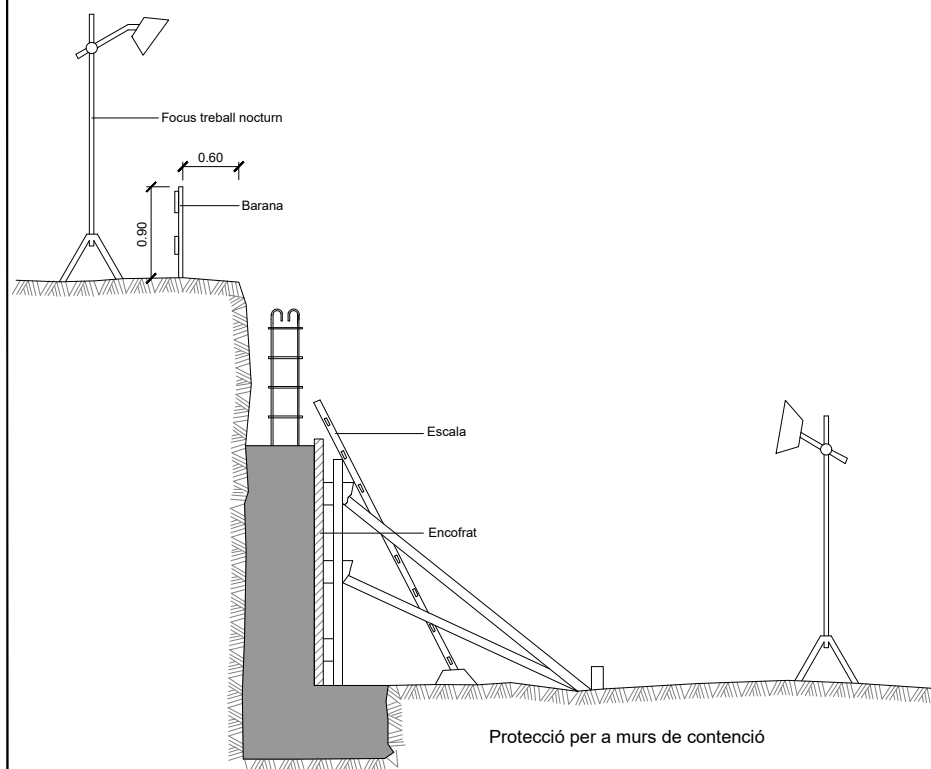 Focus treball nocturn
0.60
Barana
0.90
Escala
Encofrat
Protecció per a murs de contenció